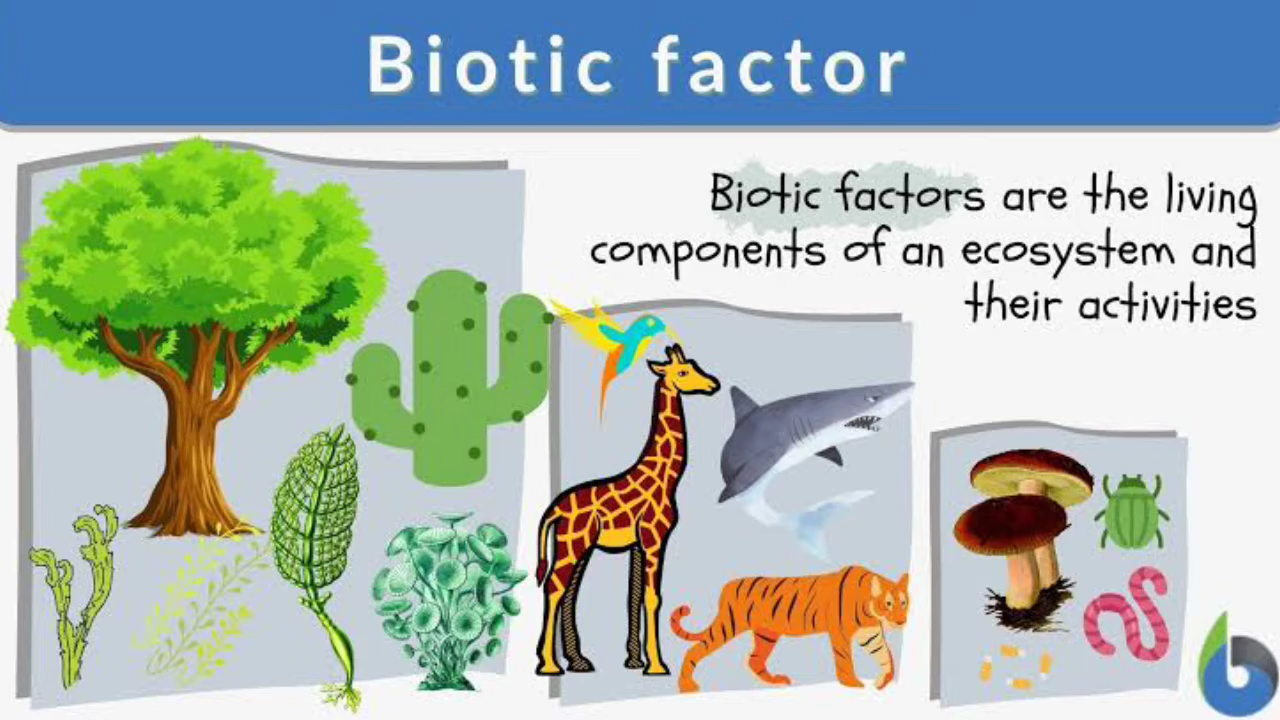 Biotic factor
Biotic factors are the living
components of an ecosystem and
their activities